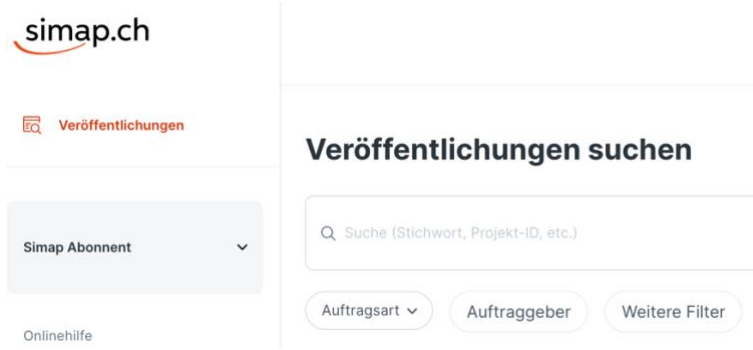 simap.ch
Veröffentlichungen
Simap Abonnent
Onlinehilfe
Veröffentlichungen suchen
Suche (Stichwort, Projekt-ID, etc.)
Auftragsart Auftraggeber Weitere Filter